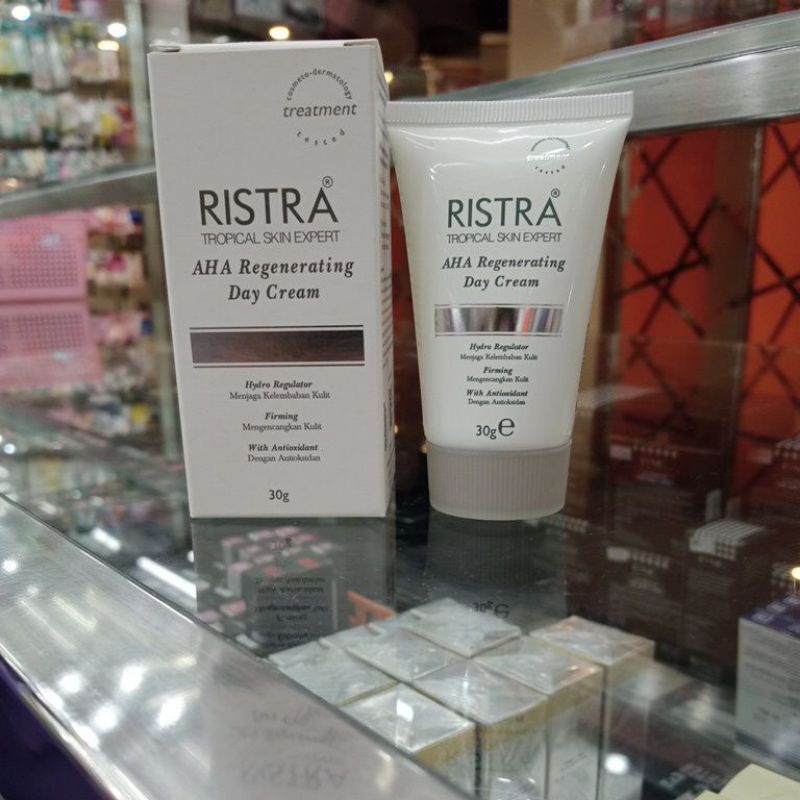 cosmeto-dermatology
treatment
tested
RISTRA®
TROPICAL SKIN EXPERT
AHA Regenerating
Day Cream
Hydro Regulator
Menjaga Kelembaban Kulit
Firming
Mengencangkan Kulit
With Antioxidant
Dengan Antioksidan
30g
treatment
tested
RISTRA®
TROPICAL SKIN EXPERT
AHA Regenerating
Day Cream
Hydro Regulator
Menjaga Kelembaban Kulit
Firming
Mengencangkan Kulit
With Antioxidant
Dengan Antioksidan
30g e